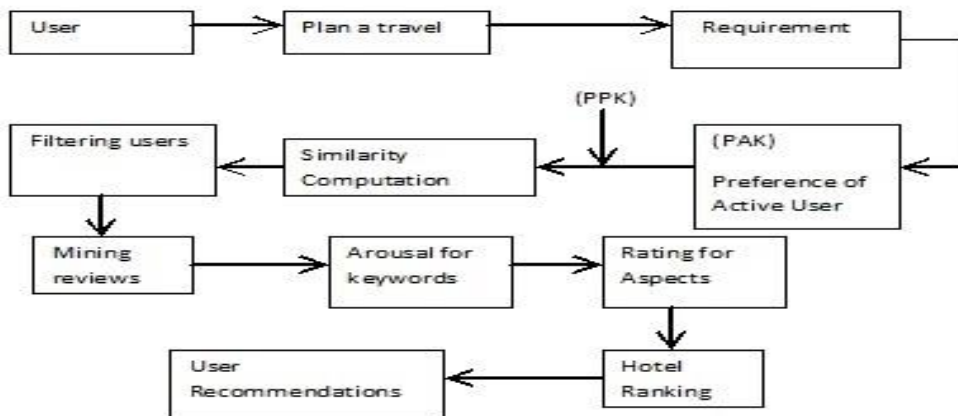 User
Plan a travel
Requirement
(PPK)
(PAK)
Preference of
Active User
Similarity
Computation
Filtering users
Mining
reviews
Arousal for
keywords
Rating for
Aspects
Hotel
Ranking
User
Recommendations